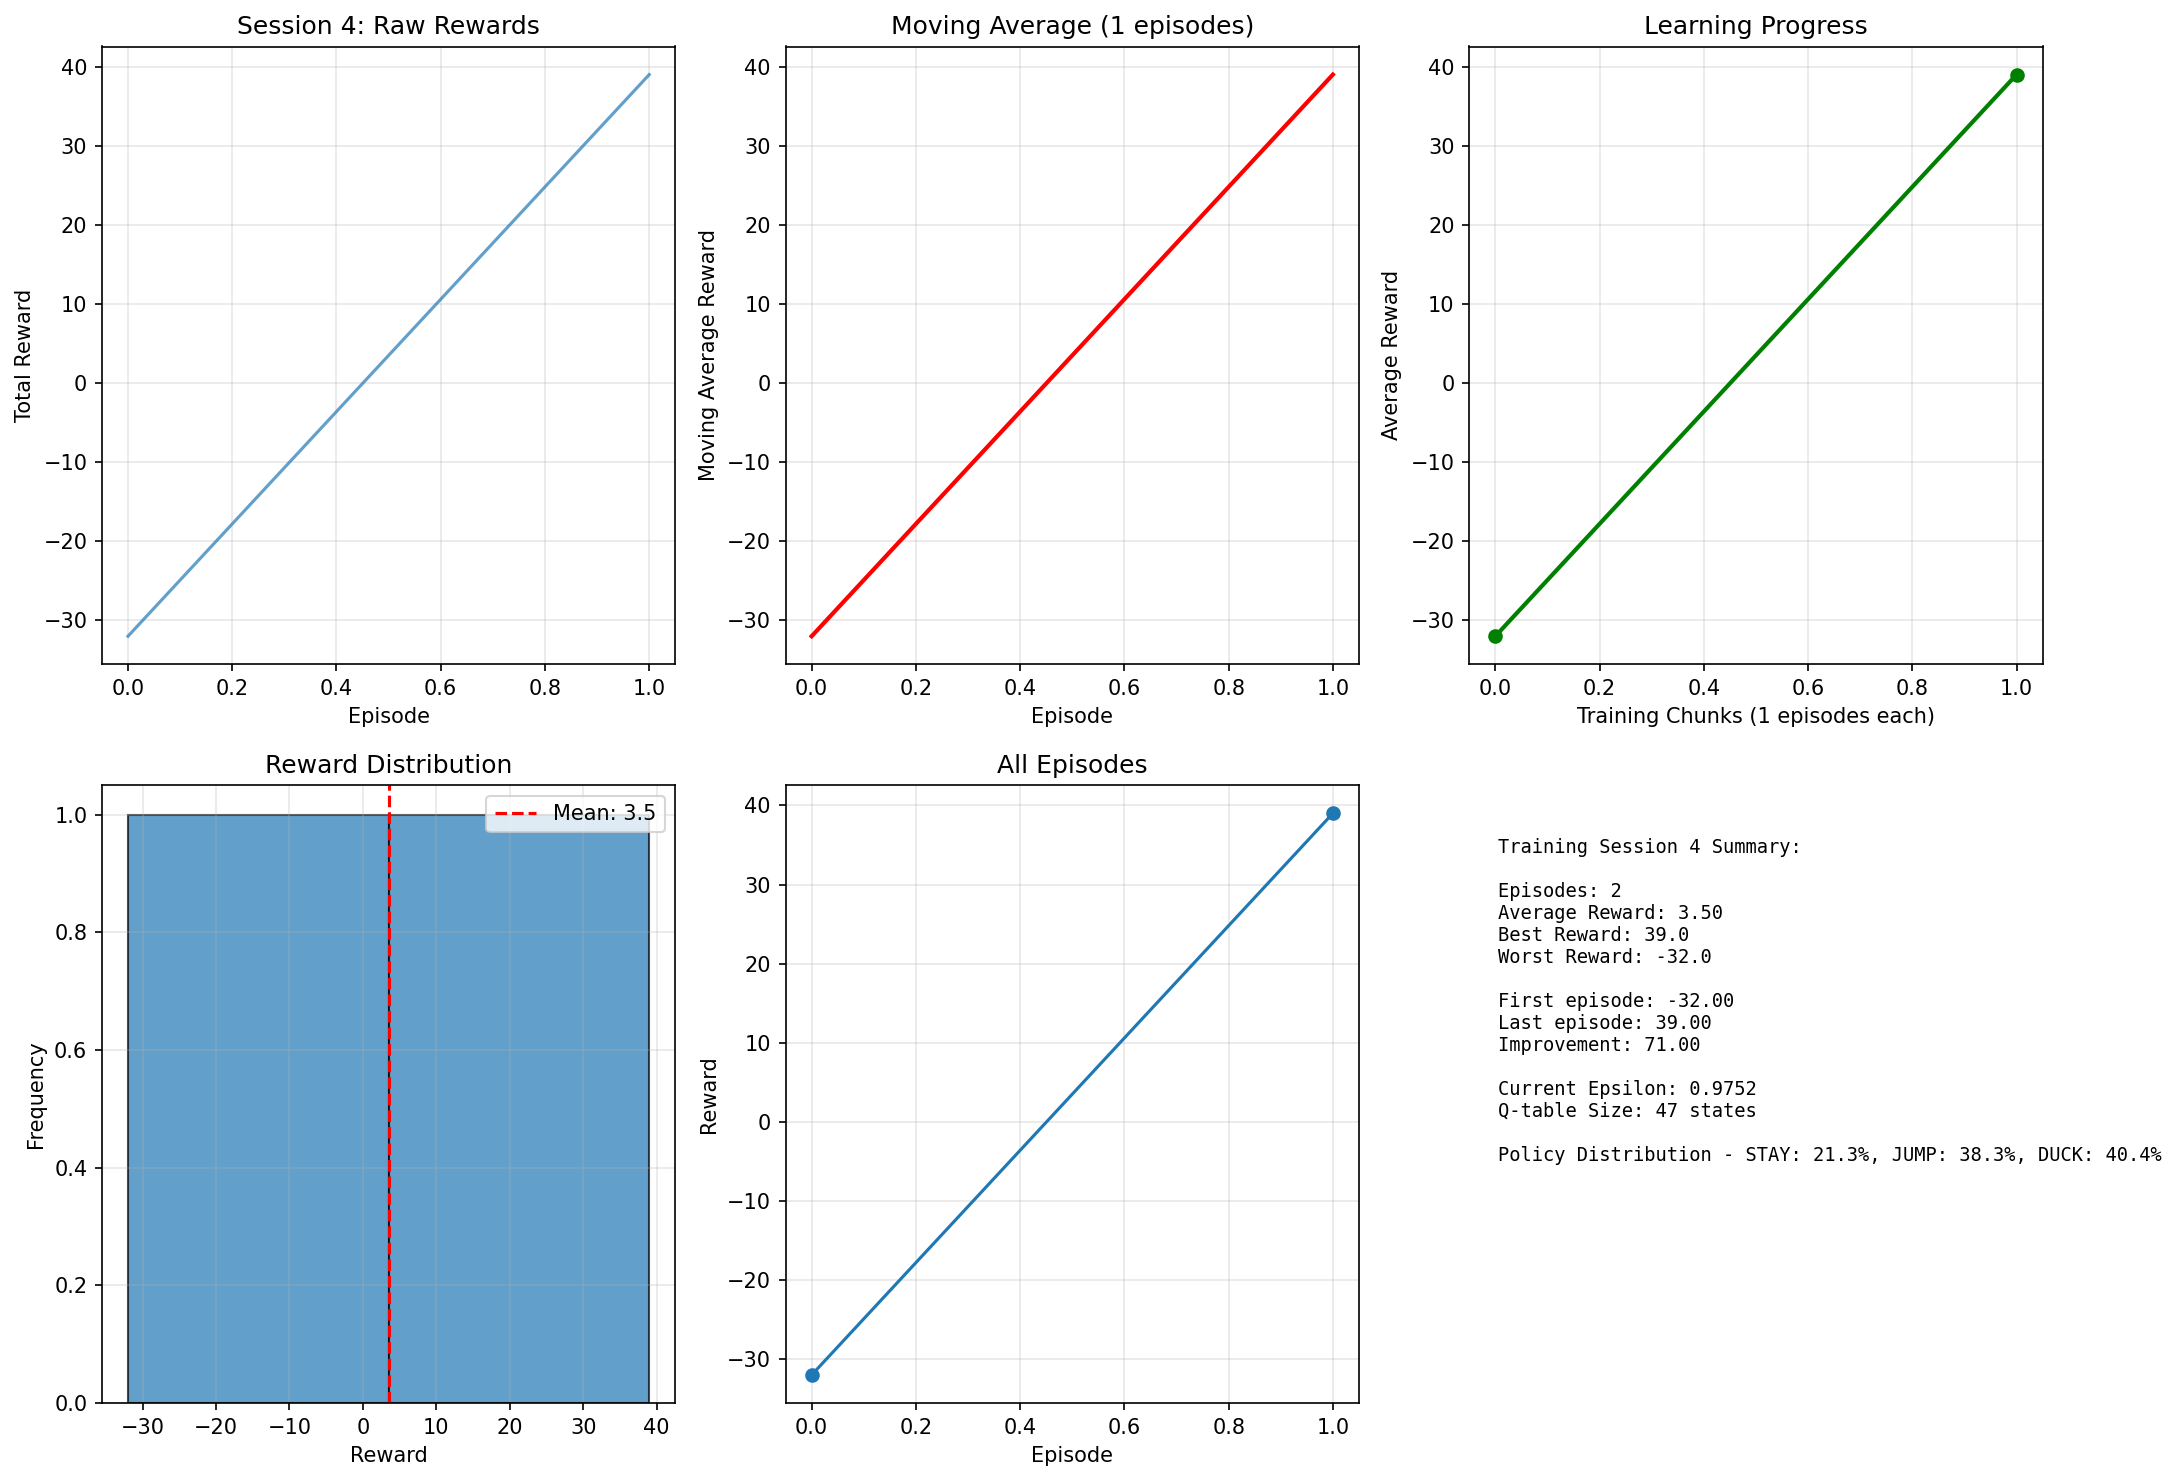 Session 4: Raw Rewards
Total Reward
40
30
20
10
0
−10
−20
−30
0.0 0.2 0.4 0.6 0.8 1.0
Episode
Moving Average (1 episodes)
Moving Average Reward
40
30
20
10
0
−10
−20
−30
0.0 0.2 0.4 0.6 0.8 1.0
Episode
Learning Progress
Average Reward
40
30
20
10
0
−10
−20
−30
0.0 0.2 0.4 0.6 0.8 1.0
Training Chunks (1 episodes each)
Reward Distribution
Mean: 3.5
Frequency
1.0
0.8
0.6
0.4
0.2
0.0
−30 −20 −10 0 10 20 30 40
Reward
All Episodes
Reward
40
30
20
10
0
−10
−20
−30
0.0 0.2 0.4 0.6 0.8 1.0
Episode
Training Session 4 Summary:
Episodes: 2
Average Reward: 3.50
Best Reward: 39.0
Worst Reward: -32.0
First episode: -32.00
Last episode: 39.00
Improvement: 71.00
Current Epsilon: 0.9752
Q-table Size: 47 states
Policy Distribution - STAY: 21.3%, JUMP: 38.3%, DUCK: 40.4%